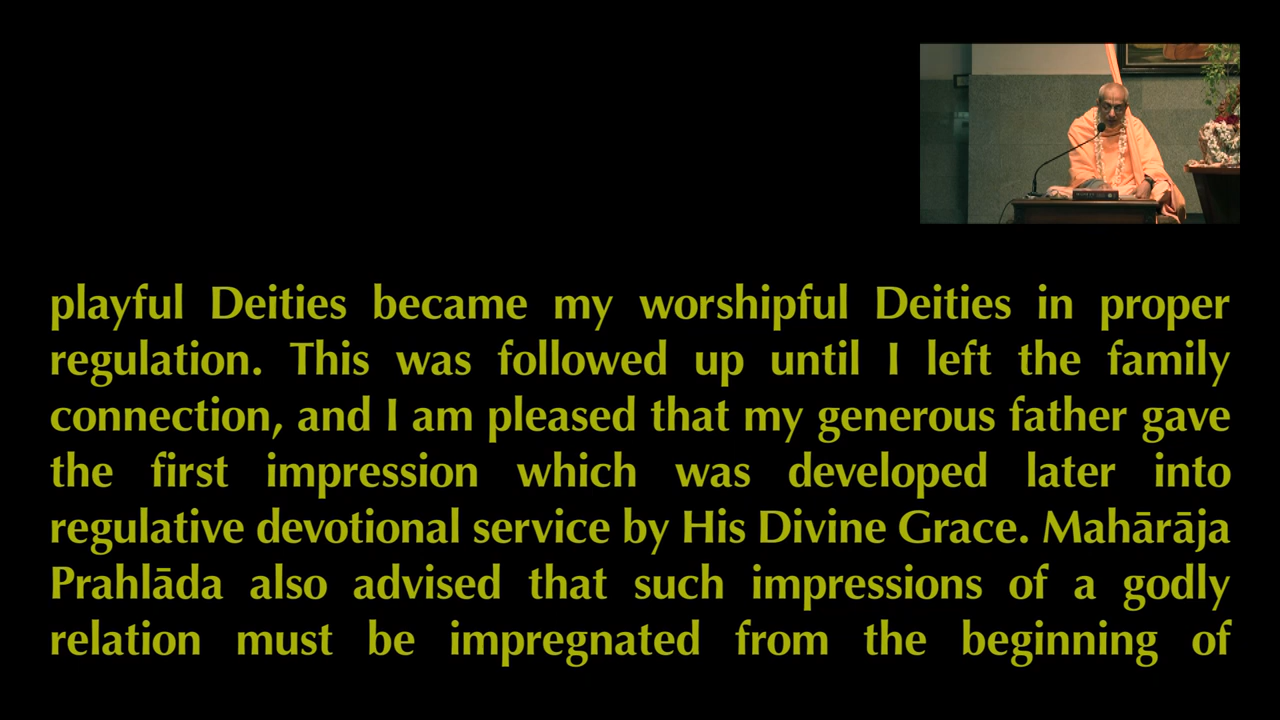 playful Deities became my worshipful Deities in proper
regulation. This was followed up until I left the family
connection, and I am pleased that my generous father gave
the first impression which was developed later into
regulative devotional service by His Divine Grace. Mahārāja
Prahlāda also advised that such impressions of a godly
relation must be impregnated from the beginning of